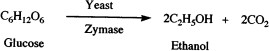 Yeast
C₆H₁₂O₆ 2C₂H₅OH + 2CO₂
Zymase
Glucose Ethanol